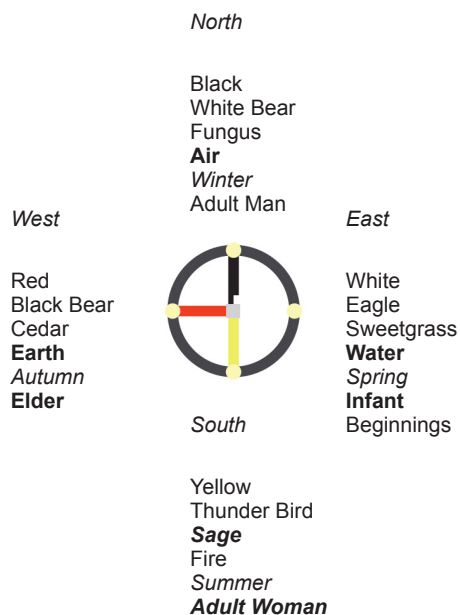 North
Black
White Bear
Fungus
Air
Winter
Adult Man
West
Red
Black Bear
Cedar
Earth
Autumn
Elder
East
White
Eagle
Sweetgrass
Water
Spring
Infant
Beginnings
South
Yellow
Thunder Bird
Sage
Fire
Summer
Adult Woman